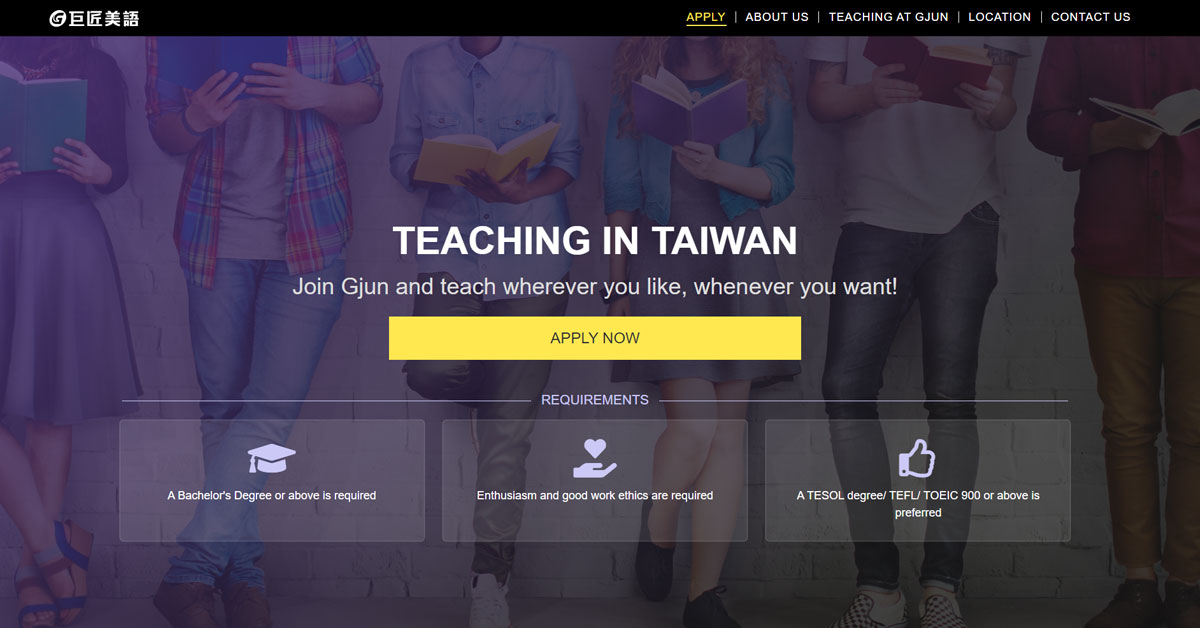 巨匠美語
APPLY | ABOUT US | TEACHING AT GJUN | LOCATION | CONTACT US
TEACHING IN TAIWAN
Join Gjun and teach wherever you like, whenever you want!
APPLY NOW
REQUIREMENTS
A Bachelor's Degree or above is required
Enthusiasm and good work ethics are required
A TESOL degree/ TEFL/ TOEIC 900 or above is
preferred